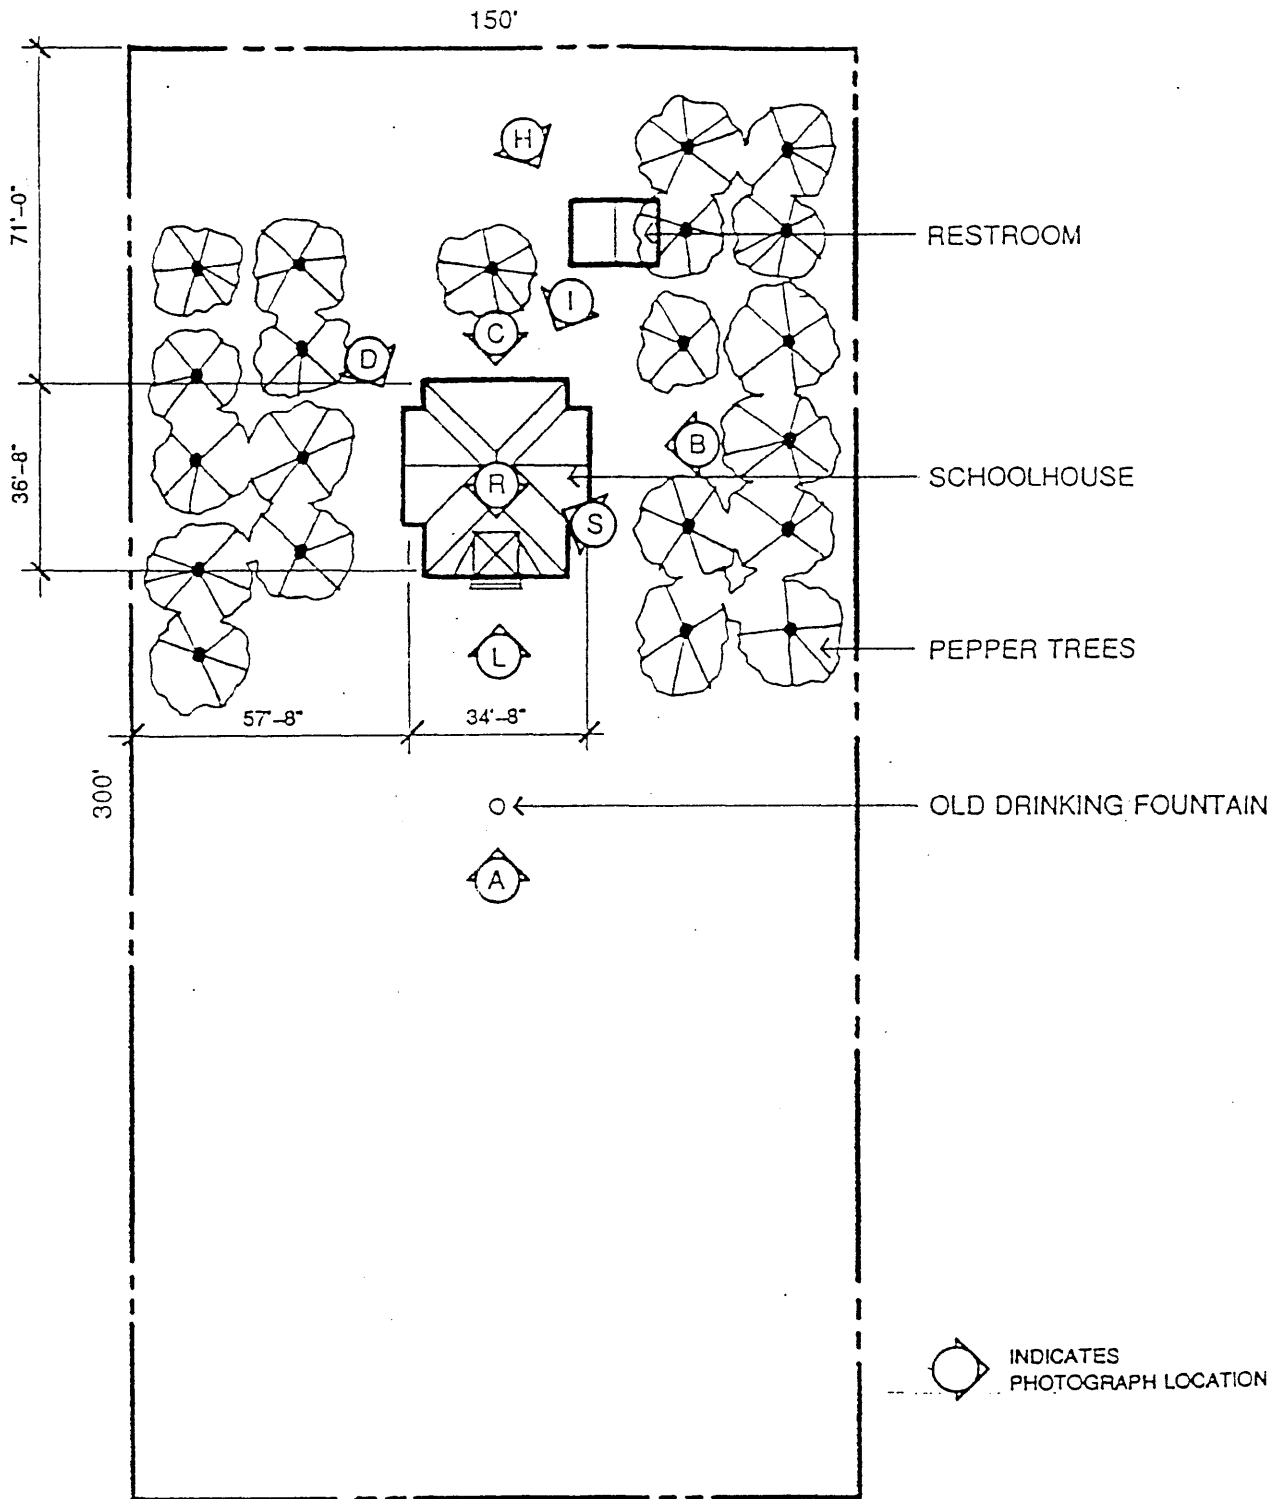 150'
H
71'-0"
RESTROOM
I
C
D
B
36'-8"
SCHOOLHOUSE
R
S
L
PEPPER TREES
57'-8"
34'-8"
300'
OLD DRINKING FOUNTAIN
A
INDICATES
PHOTOGRAPH LOCATION